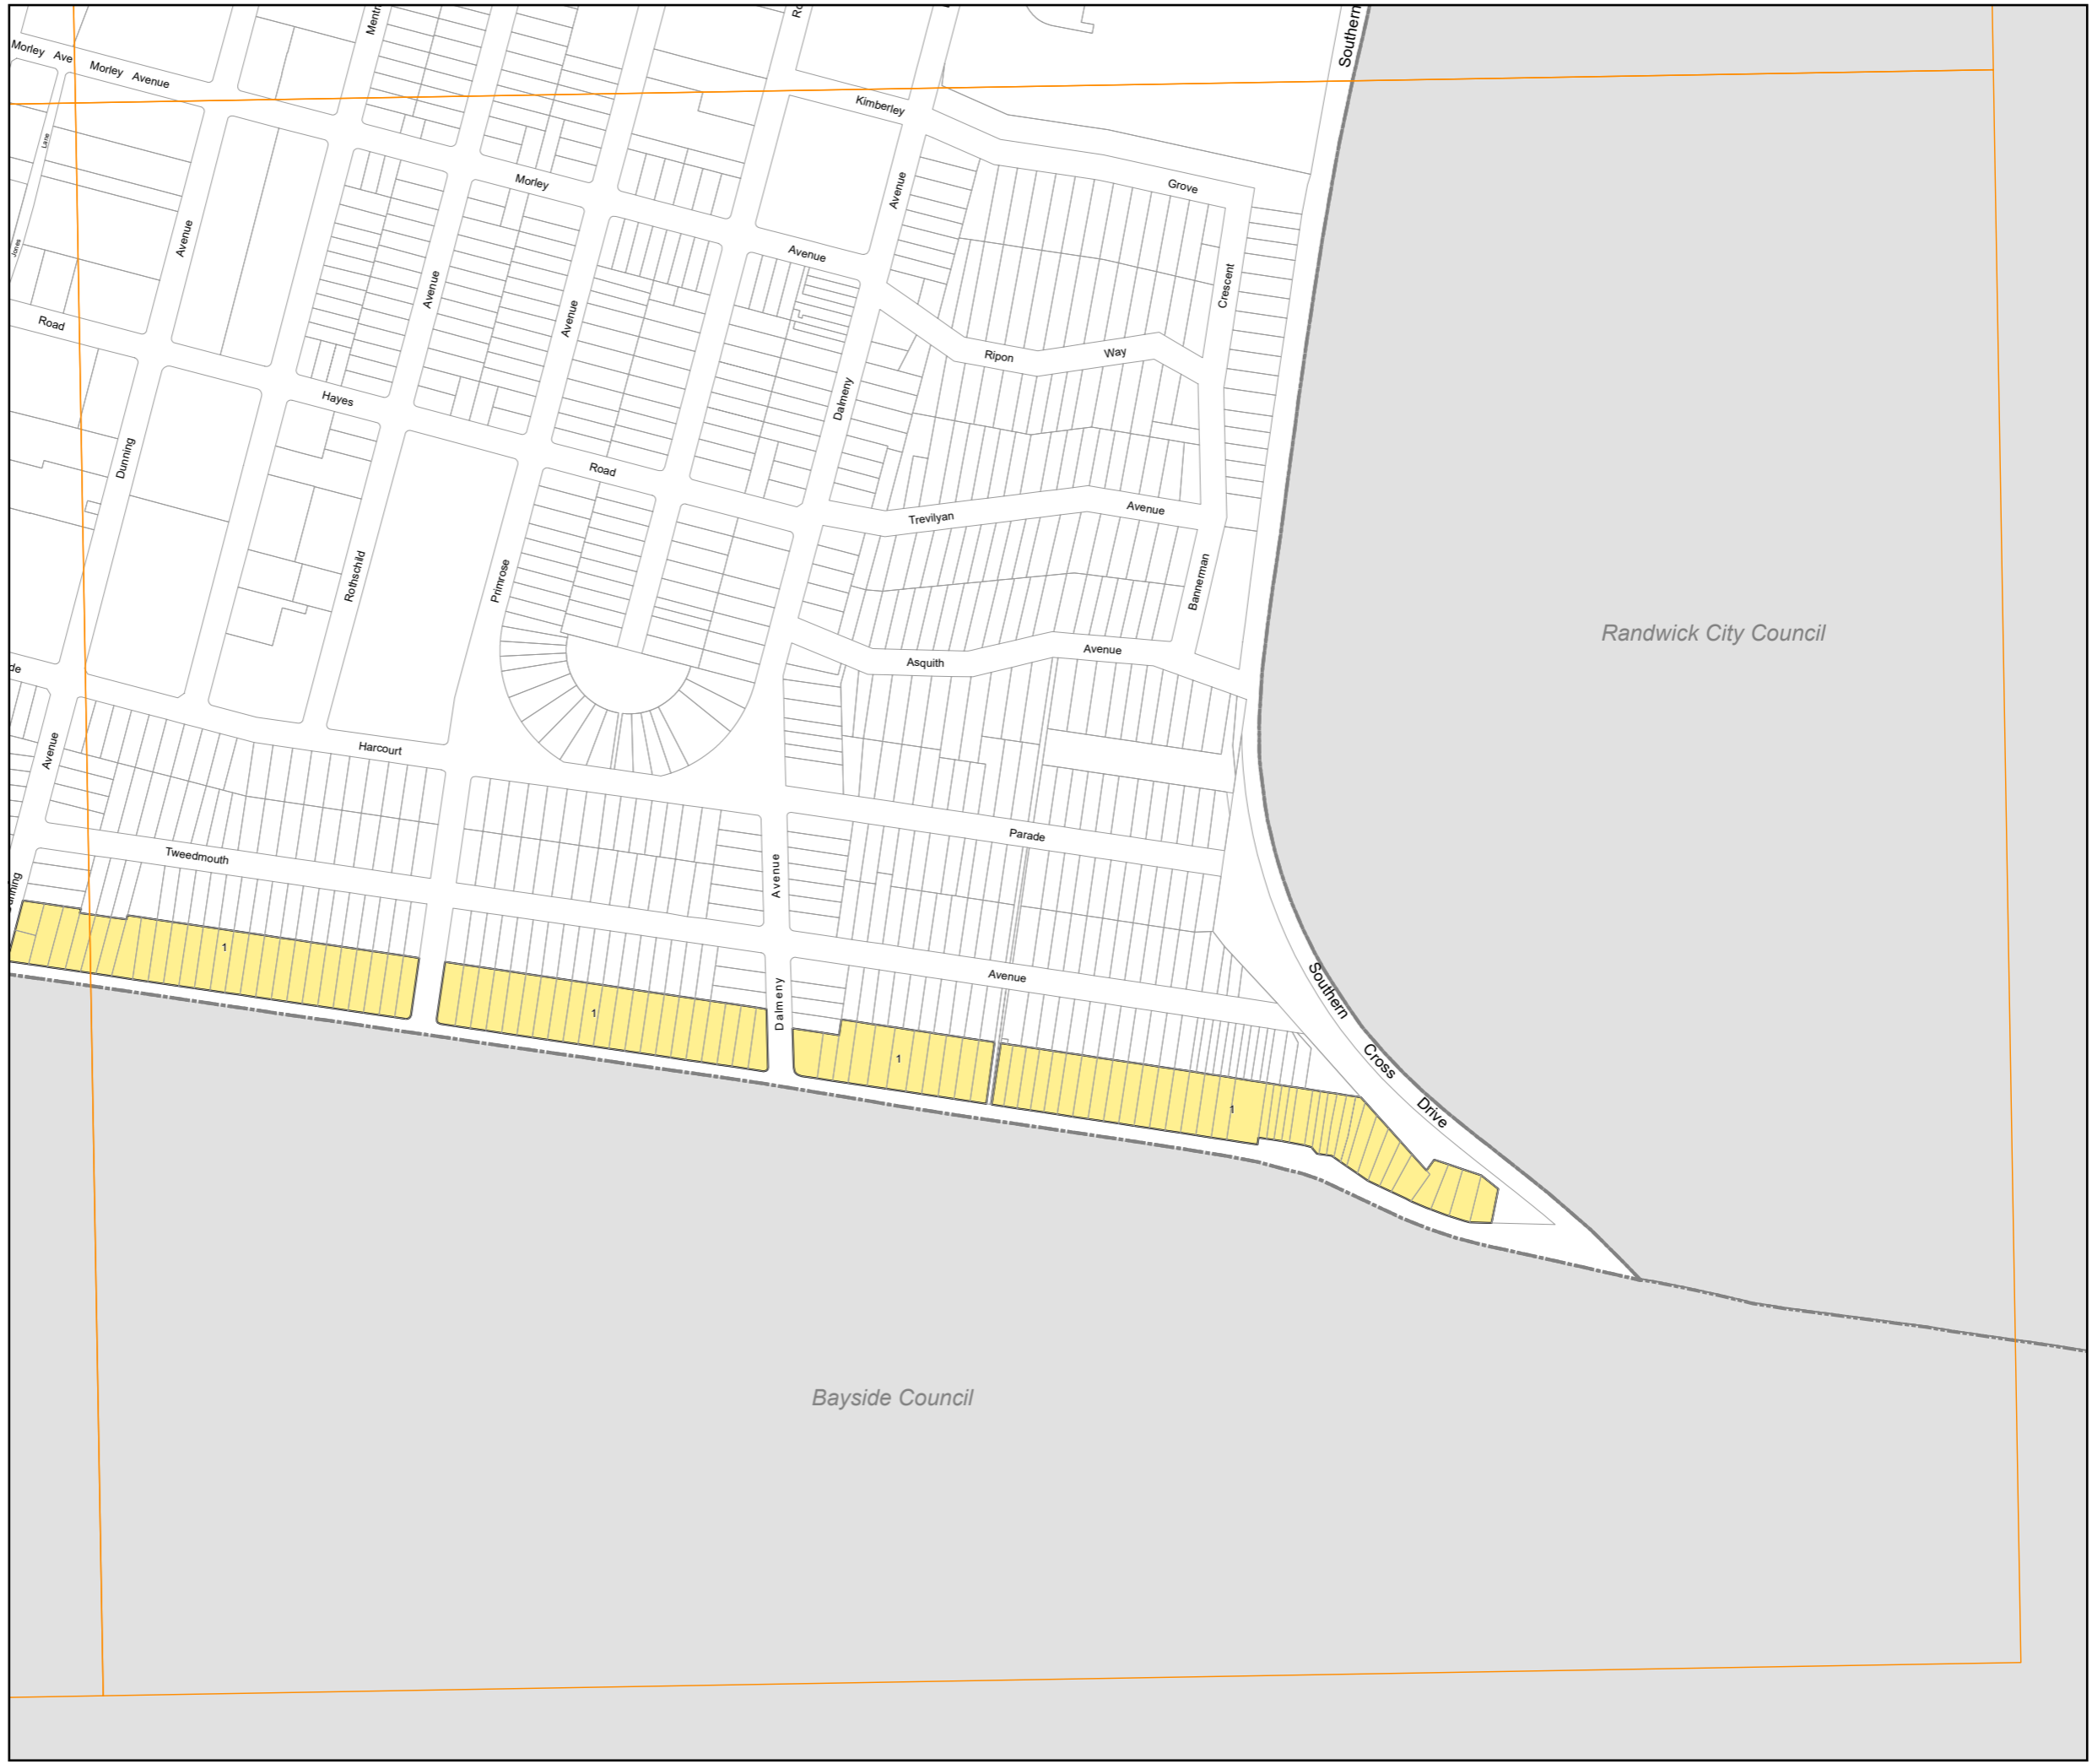 Southern
Morley Ave
Morley Avenue
Kimberley
Lane
Morley
Grove
Avenue
Avenue
Jones
Avenue
Avenue
Crescent
Avenue
Road
Ripon
Way
Dalmeny
Hayes
Dunning
Road
Avenue
Trevilyan
Rothschild
Primrose
Bannerman
Randwick City Council
Avenue
Asquith
Avenue
Harcourt
Parade
Tweedmouth
Avenue
1
Avenue
Southern
Dalmeny
1
1
Cross
1
Drive
Bayside Council